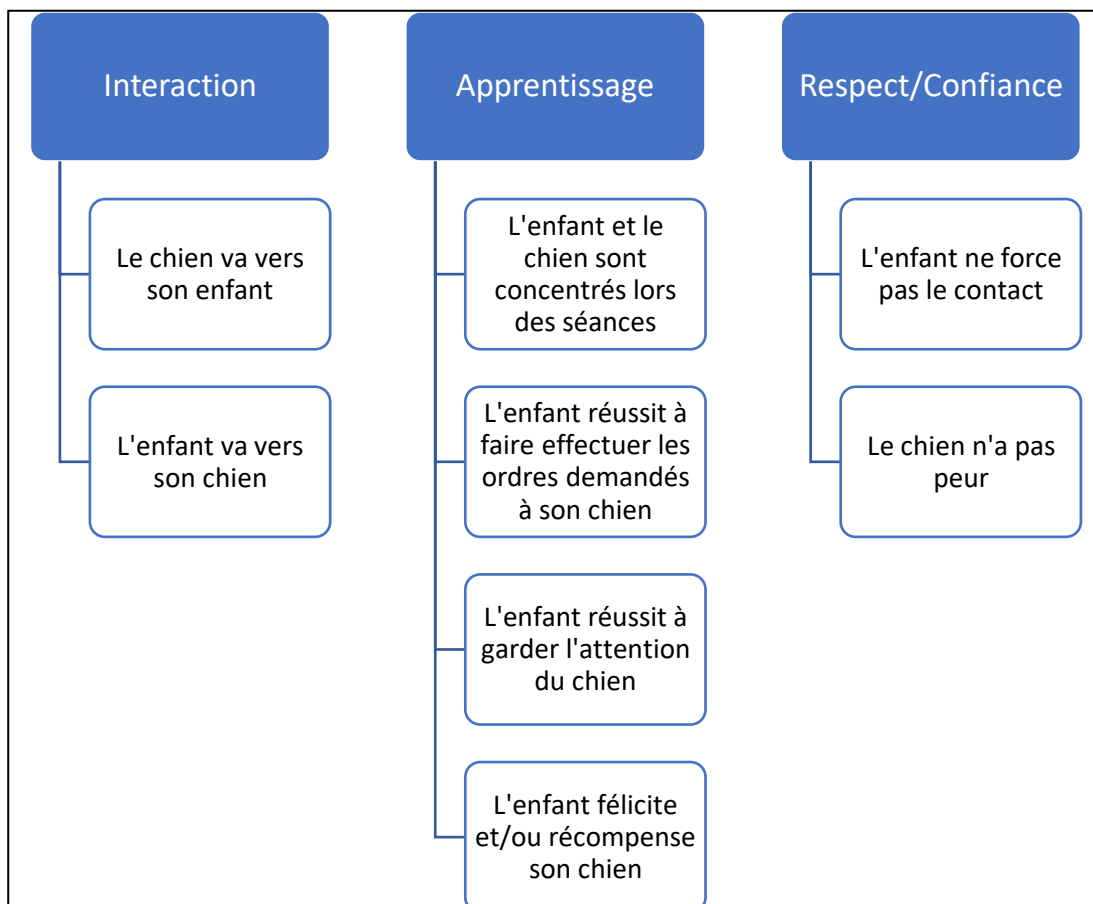 Interaction
Le chien va vers
son enfant
L'enfant va vers
son chien
Apprentissage
L'enfant et le
chien sont
concentrés lors
des séances
L'enfant réussit à
faire effectuer les
ordres demandés
à son chien
L'enfant réussit à
garder l'attention
du chien
L'enfant félicite
et/ou récompense
son chien
Respect/Confiance
L'enfant ne force
pas le contact
Le chien n'a pas
peur